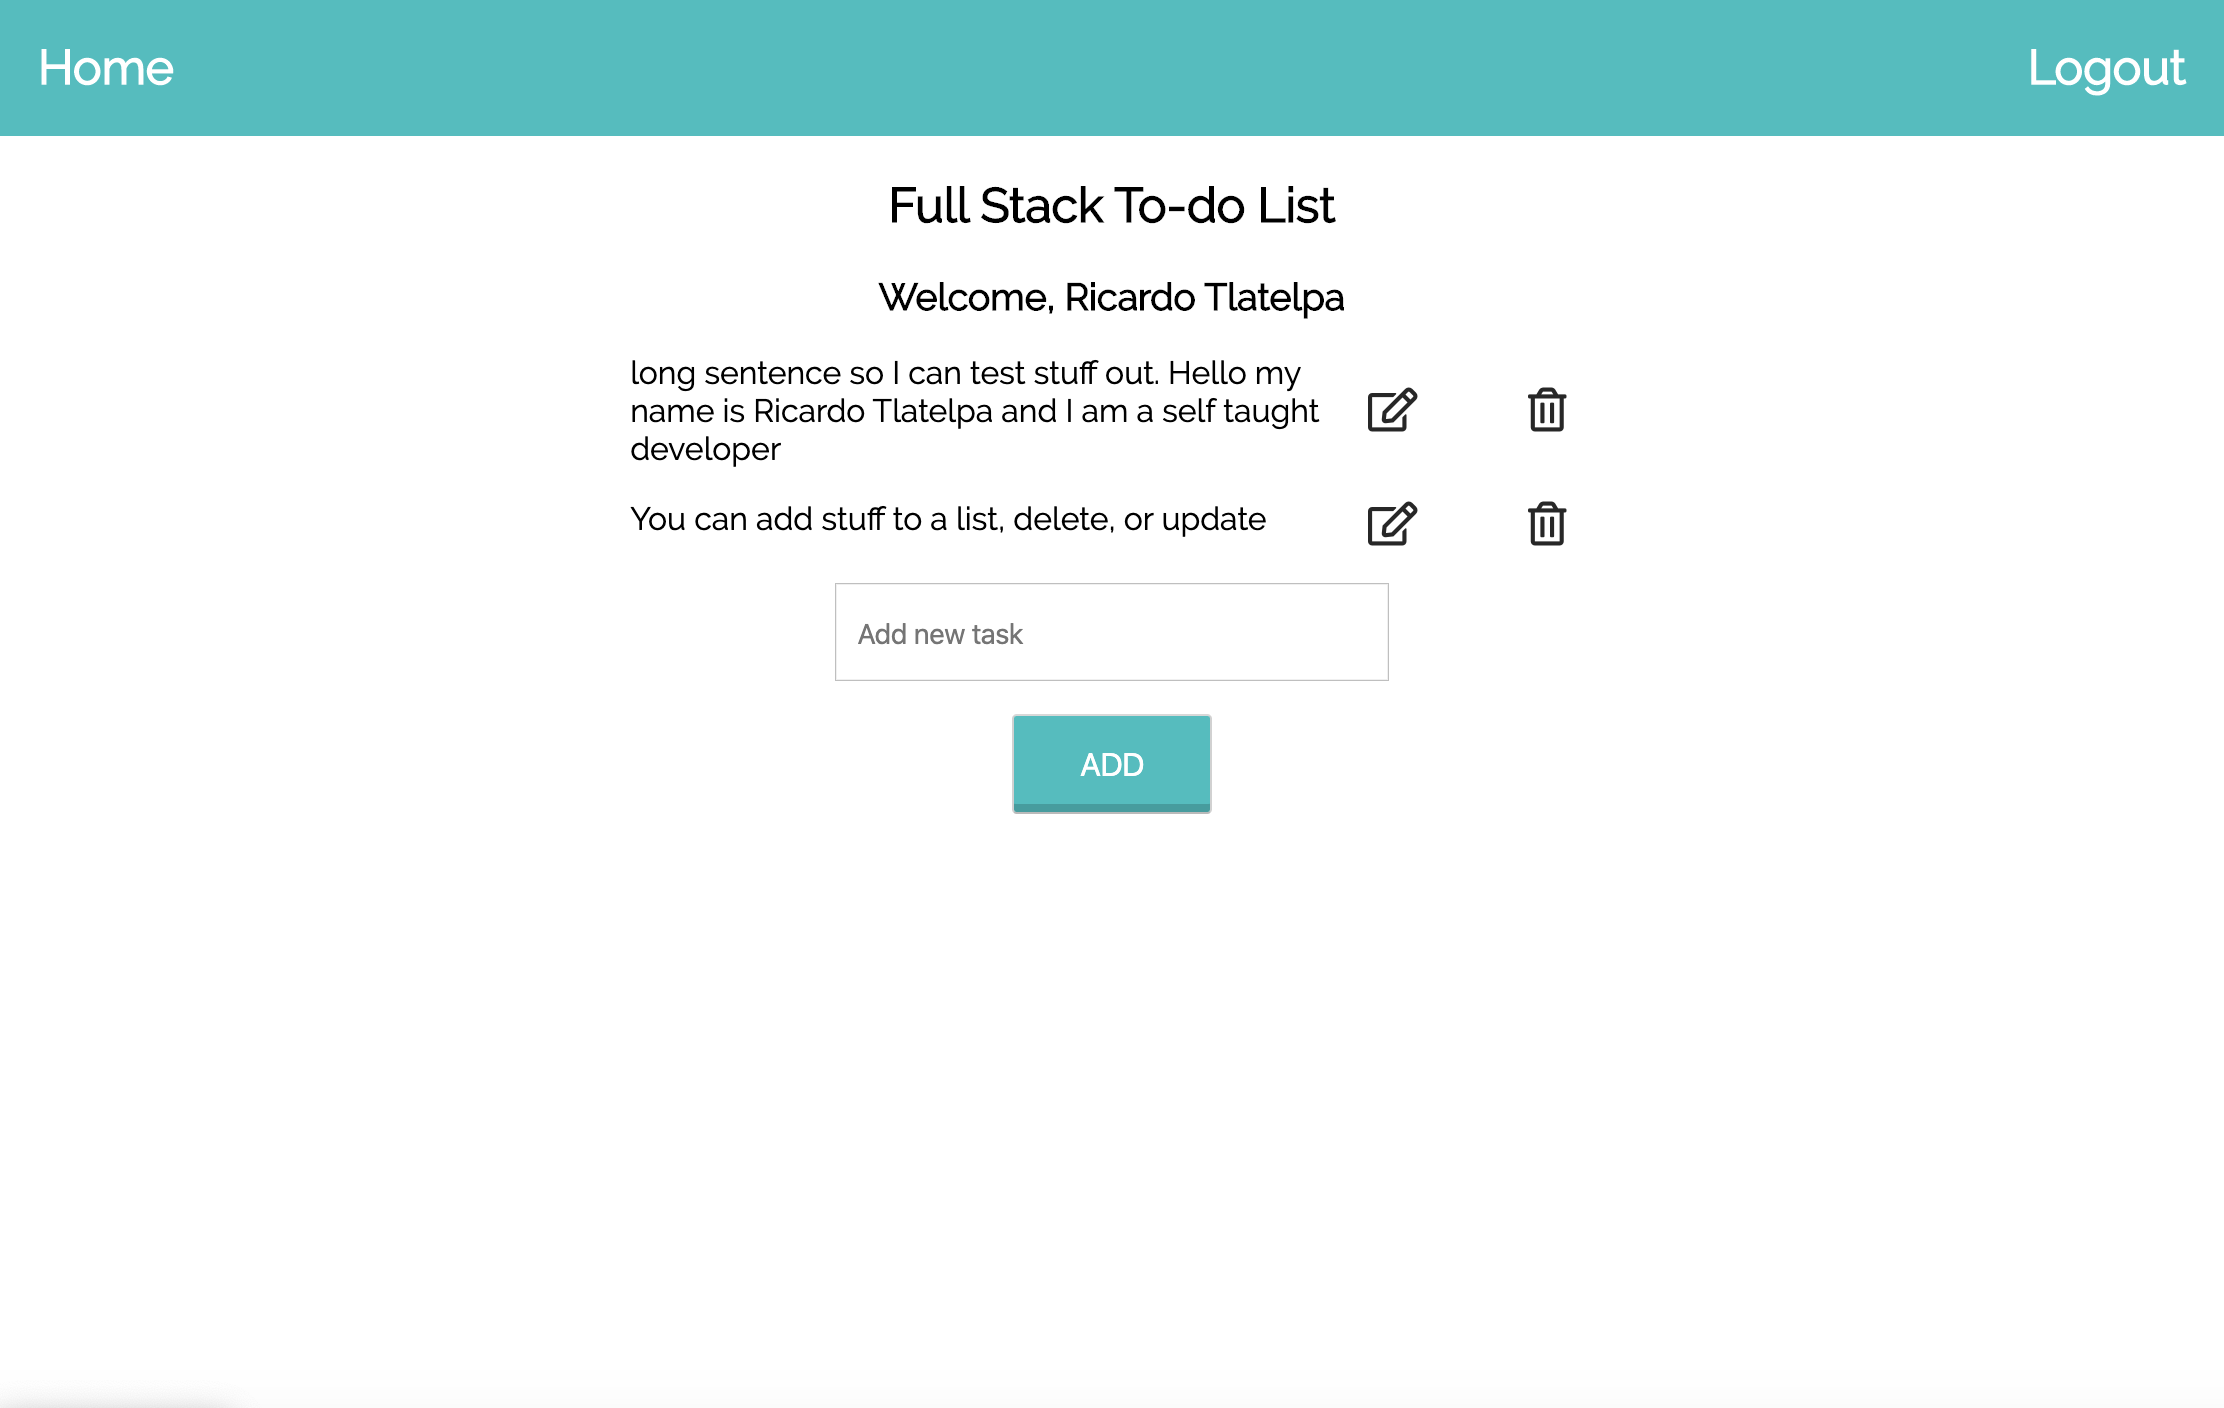 Home
Logout
Full Stack To-do List
Welcome, Ricardo Tlatelpa
long sentence so I can test stuff out. Hello my
name is Ricardo Tlatelpa and I am a self taught
developer
You can add stuff to a list, delete, or update
Add new task
ADD